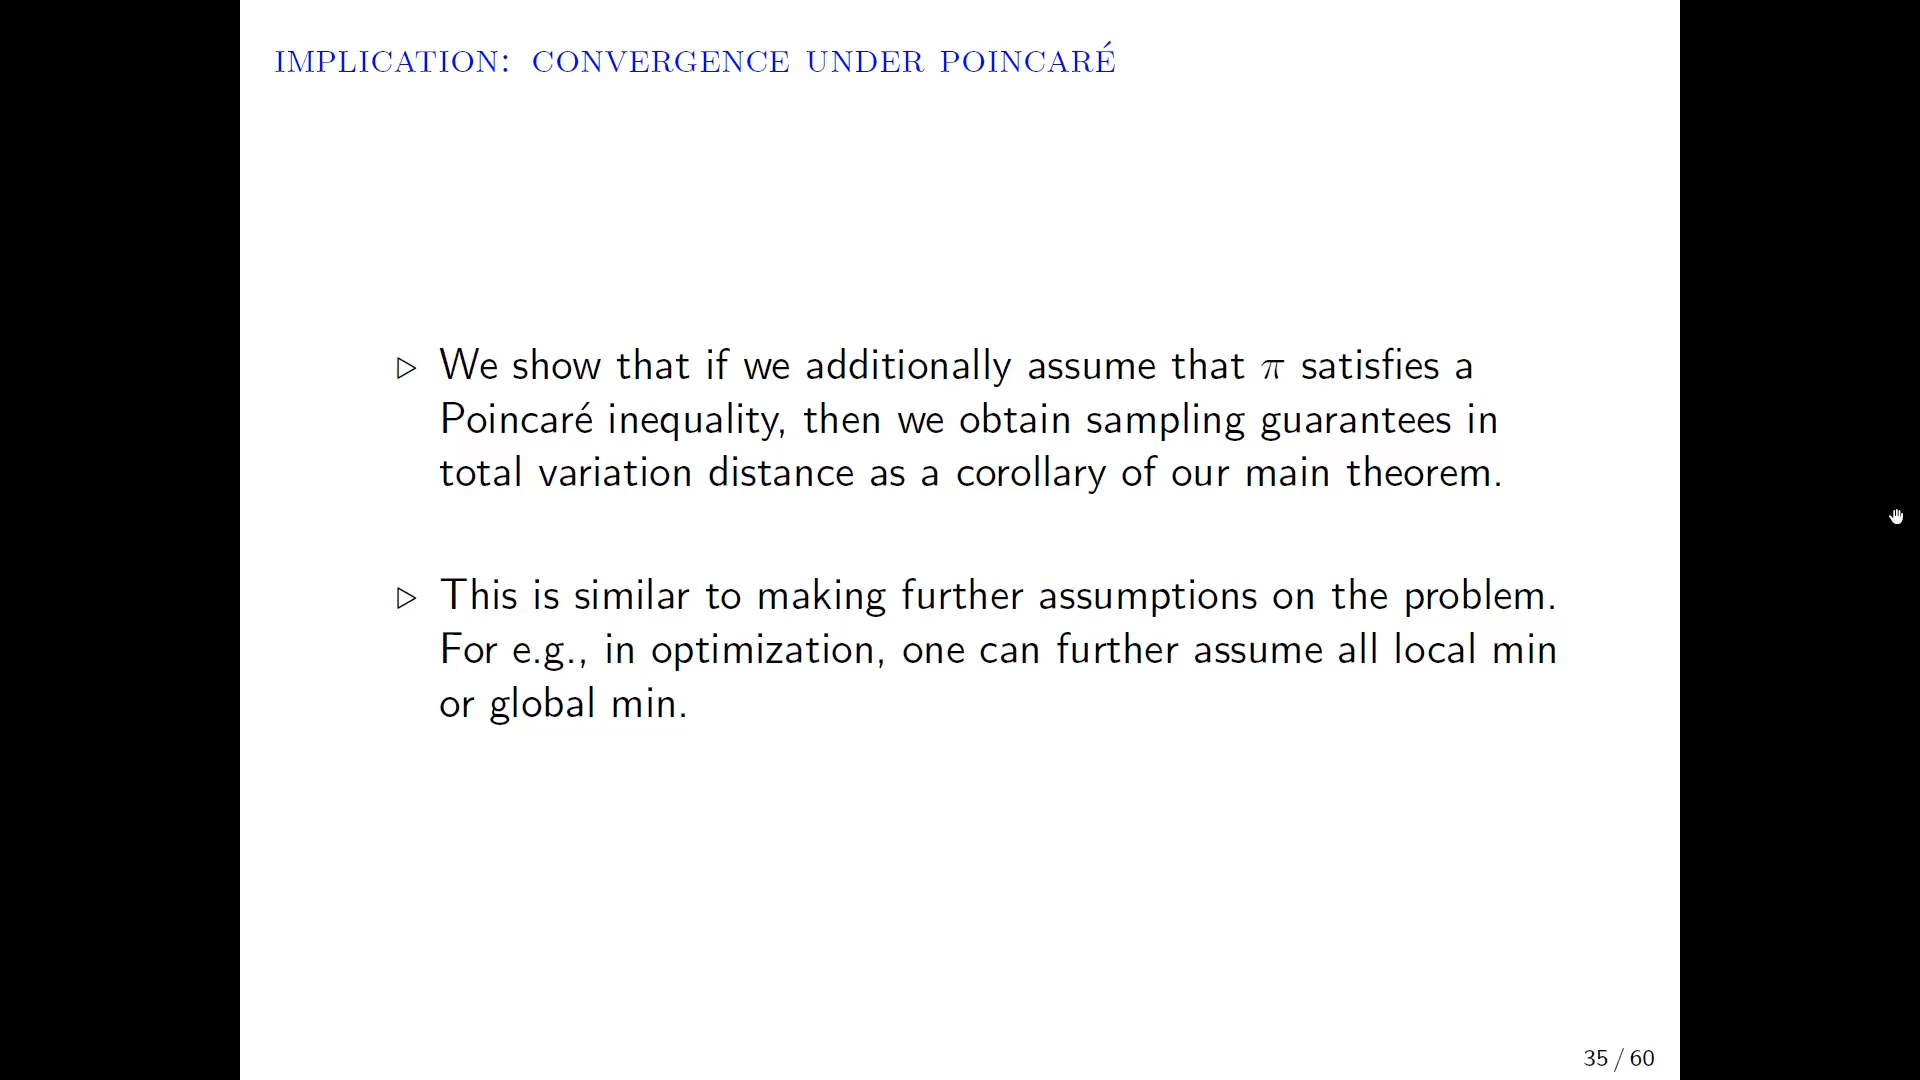 IMPLICATION: CONVERGENCE UNDER POINCARÉ
▷ We show that if we additionally assume that π satisfies a
Poincaré inequality, then we obtain sampling guarantees in
total variation distance as a corollary of our main theorem.
▷ This is similar to making further assumptions on the problem.
For e.g., in optimization, one can further assume all local min
or global min.
35 / 60